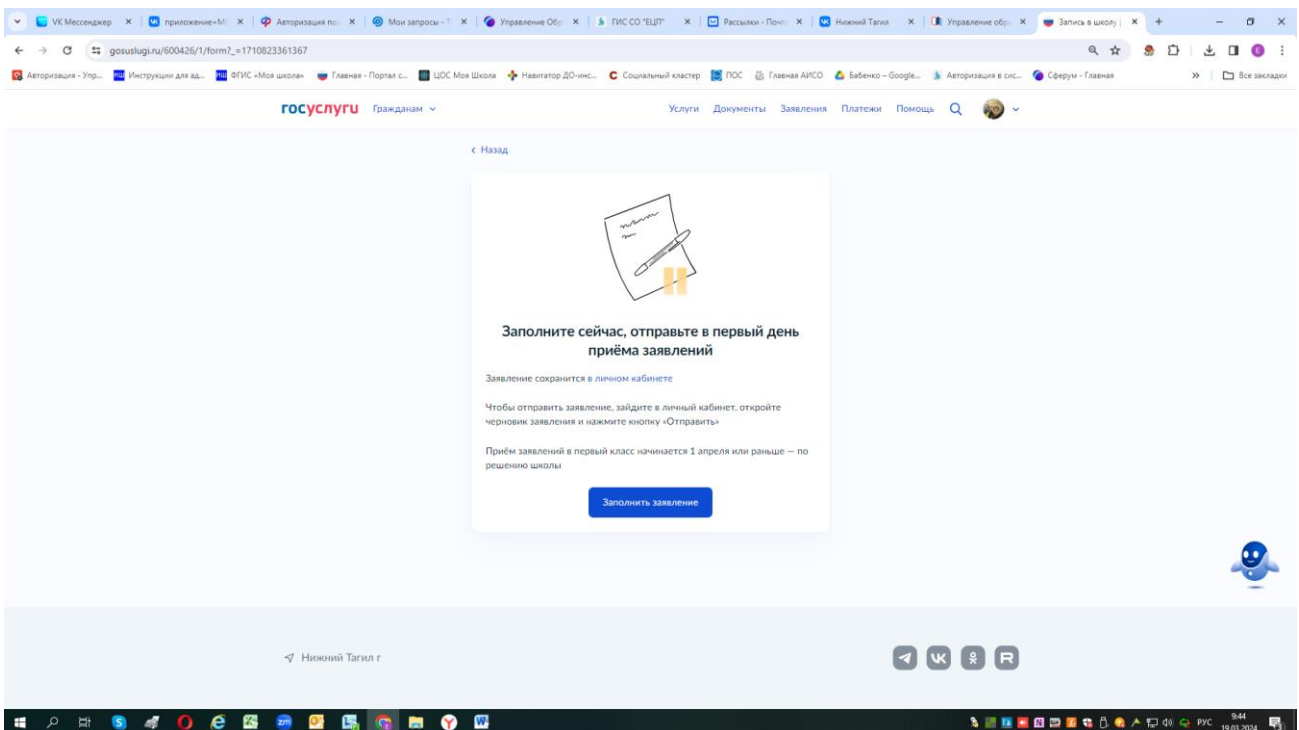 VK Мессенджер
приложение=М
Авторизация по
Мои запросы - Т
Управление Обр
ГИС СО "ЕЦП"
Рассылки - Почт
Нижний Тагил
Управление обр
Запись в школу |
gosuslugi.ru/600426/1/form?_=1710823361367
Авторизация - Упр...
Инструкции для ад...
ФГИС «Моя школа»
Главная - Портал с...
ЦОС Моя Школа
Навигатор ДО-инс...
Социальный кластер
ПОС
Главная АИСО
Бабенко – Google...
Авторизация в сис...
Сферум - Главная
Все закладки
госуслуги
Гражданам
Услуги Документы Заявления Платежи Помощь
Назад
Заполните сейчас, отправьте в первый день
приёма заявлений
Заявление сохранится в личном кабинете
Чтобы отправить заявление, зайдите в личный кабинет, откройте
черновик заявления и нажмите кнопку «Отправить»
Приём заявлений в первый класс начинается 1 апреля или раньше — по
решению школы
Заполнить заявление
Нижний Тагил г
РУС
9:44
19.03.2024